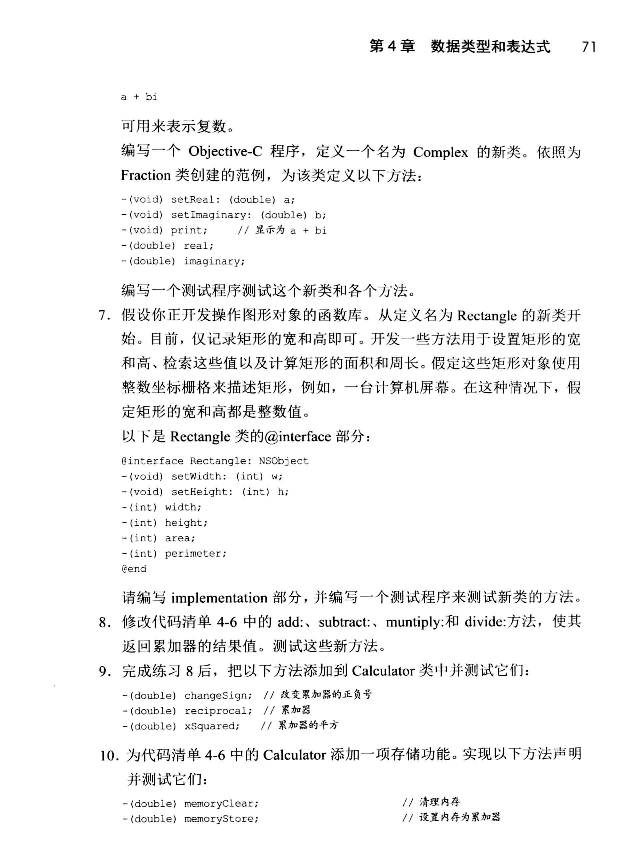 第 4 章 数据类型和表达式 71
a + bi
可用来表示复数。
编写一个 Objective-C 程序，定义一个名为 Complex 的新类。依照为
Fraction 类创建的范例，为该类定义以下方法：
-(void) setReal: (double) a;
-(void) setImaginary: (double) b;
-(void) print; // 显示为 a + bi
-(double) real;
-(double) imaginary;
编写一个测试程序测试这个新类和各个方法。
7. 假设你正开发操作图形对象的函数库。从定义名为 Rectangle 的新类开
始。目前，仅记录矩形的宽和高即可。开发一些方法用于设置矩形的宽
和高、检索这些值以及计算矩形的面积和周长。假定这些矩形对象使用
整数坐标栅格来描述矩形，例如，一台计算机屏幕。在这种情况下，假
定矩形的宽和高都是整数值。
以下是 Rectangle 类的@interface 部分：
@interface Rectangle: NSObject
-(void) setWidth: (int) w;
-(void) setHeight: (int) h;
-(int) width;
-(int) height;
-(int) area;
-(int) perimeter;
@end
请编写 implementation 部分，并编写一个测试程序来测试新类的方法。
8. 修改代码清单 4-6 中的 add:、subtract:、muntiply:和 divide:方法，使其
返回累加器的结果值。测试这些新方法。
9. 完成练习 8 后，把以下方法添加到 Calculator 类中并测试它们：
-(double) changeSign; // 改变累加器的正负号
-(double) reciprocal; // 累加器
-(double) xSquared; // 累加器的平方
10. 为代码清单 4-6 中的 Calculator 添加一项存储功能。实现以下方法声明
并测试它们：
-(double) memoryClear; // 清理内存
-(double) memoryStore; // 设置内存为累加器